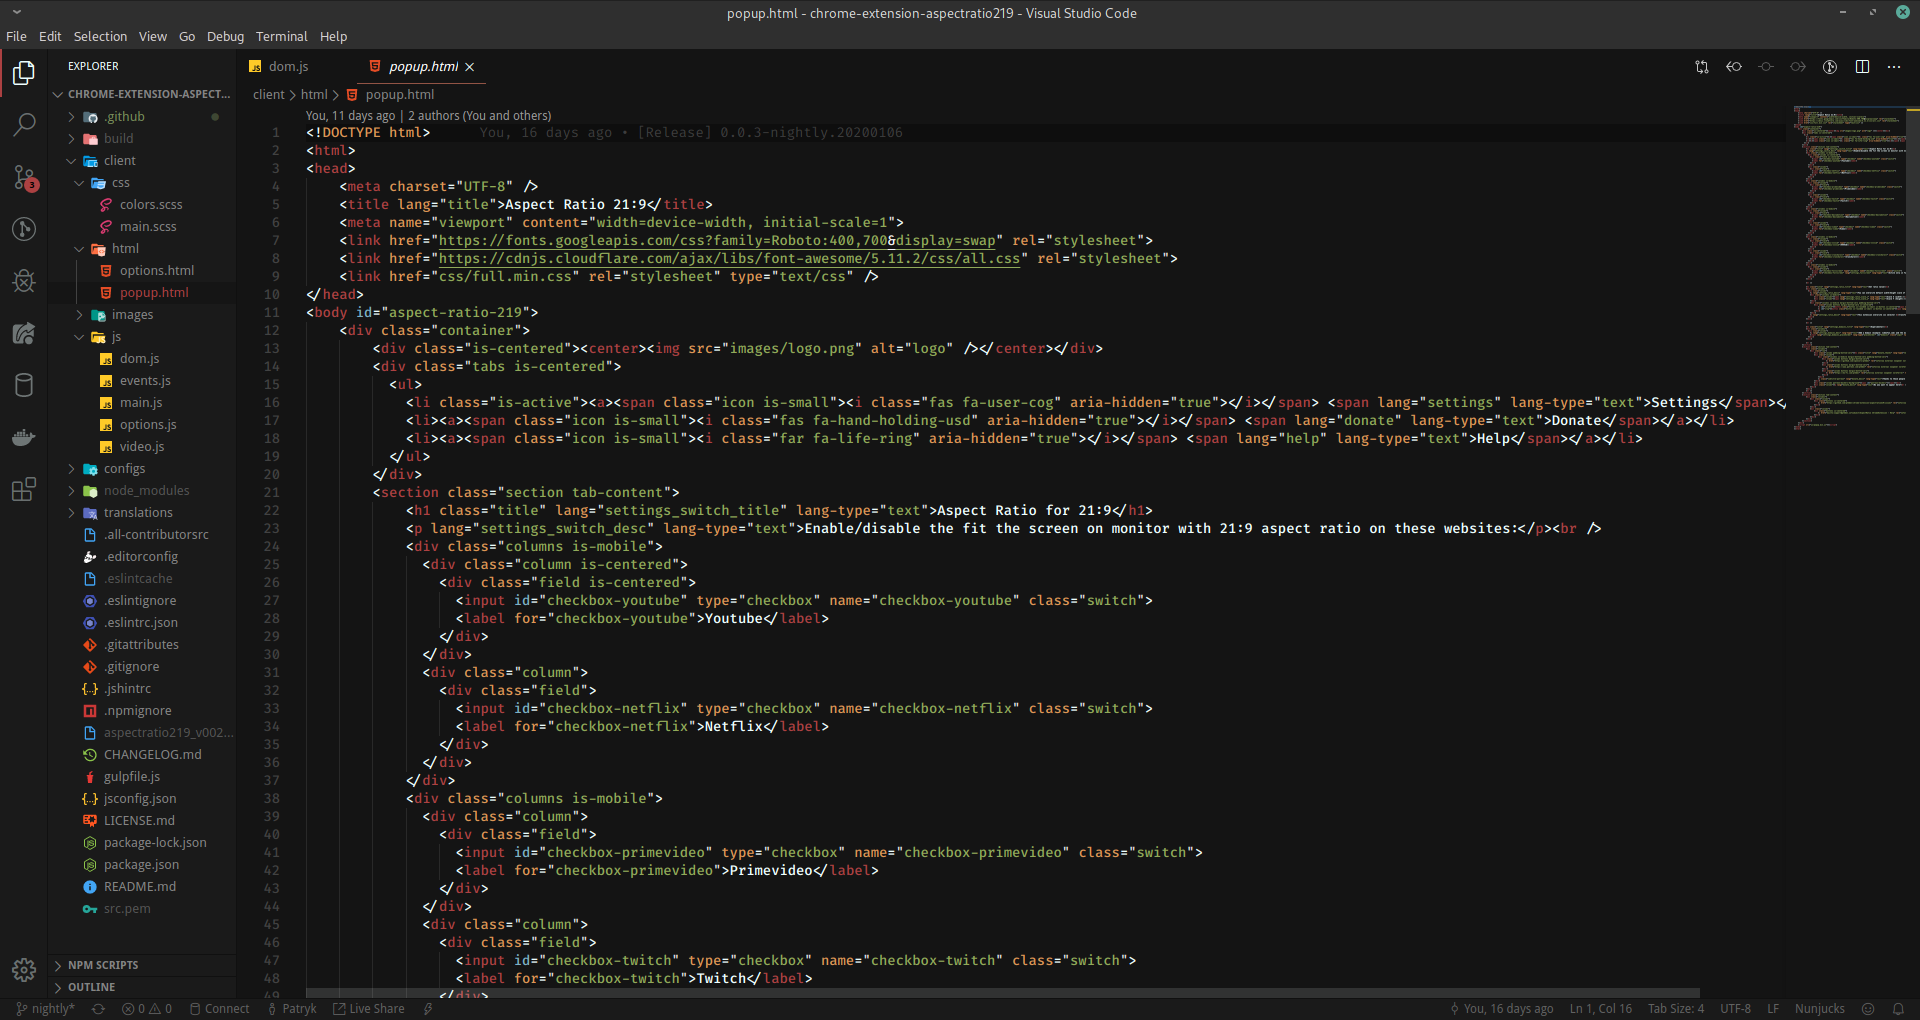 popup.html - chrome-extension-aspectratio219 - Visual Studio Code
File Edit Selection View Go Debug Terminal Help
EXPLORER
CHROME-EXTENSION-ASPECT...
.github
build
client
css
colors.scss
main.scss
html
options.html
popup.html
images
js
dom.js
events.js
main.js
options.js
video.js
configs
node_modules
translations
.all-contributorsrc
.editorconfig
.eslintcache
.eslintignore
.eslintrc.json
.gitattributes
.gitignore
.jshintrc
.npmignore
aspectratio219_v002...
CHANGELOG.md
gulpfile.js
jsconfig.json
LICENSE.md
package-lock.json
package.json
README.md
src.pem
NPM SCRIPTS
OUTLINE
3
dom.js popup.html
client > html > popup.html
You, 11 days ago | 2 authors (You and others)
1 <!DOCTYPE html> You, 16 days ago • [Release] 0.0.3-nightly.20200106
2 <html>
3 <head>
4 <meta charset="UTF-8" />
5 <title lang="title">Aspect Ratio 21:9</title>
6 <meta name="viewport" content="width=device-width, initial-scale=1">
7 <link href="https://fonts.googleapis.com/css?family=Roboto:400,700&display=swap" rel="stylesheet">
8 <link href="https://cdnjs.cloudflare.com/ajax/libs/font-awesome/5.11.2/css/all.css" rel="stylesheet">
9 <link href="css/full.min.css" rel="stylesheet" type="text/css" />
10 </head>
11 <body id="aspect-ratio-219">
12 <div class="container">
13 <div class="is-centered"><center><img src="images/logo.png" alt="logo" /></center></div>
14 <div class="tabs is-centered">
15 <ul>
16 <li class="is-active"><a><span class="icon is-small"><i class="fas fa-user-cog" aria-hidden="true"></i></span> <span lang="settings" lang-type="text">Settings</span></
17 <li><a><span class="icon is-small"><i class="fas fa-hand-holding-usd" aria-hidden="true"></i></span> <span lang="donate" lang-type="text">Donate</span></a></li>
18 <li><a><span class="icon is-small"><i class="far fa-life-ring" aria-hidden="true"></i></span> <span lang="help" lang-type="text">Help</span></a></li>
19 </ul>
20 </div>
21 <section class="section tab-content">
22 <h1 class="title" lang="settings_switch_title" lang-type="text">Aspect Ratio for 21:9</h1>
23 <p lang="settings_switch_desc" lang-type="text">Enable/disable the fit the screen on monitor with 21:9 aspect ratio on these websites:</p><br />
24 <div class="columns is-mobile">
25 <div class="column is-centered">
26 <div class="field is-centered">
27 <input id="checkbox-youtube" type="checkbox" name="checkbox-youtube" class="switch">
28 <label for="checkbox-youtube">Youtube</label>
29 </div>
30 </div>
31 <div class="column">
32 <div class="field">
33 <input id="checkbox-netflix" type="checkbox" name="checkbox-netflix" class="switch">
34 <label for="checkbox-netflix">Netflix</label>
35 </div>
36 </div>
37 </div>
38 <div class="columns is-mobile">
39 <div class="column">
40 <div class="field">
41 <input id="checkbox-primevideo" type="checkbox" name="checkbox-primevideo" class="switch">
42 <label for="checkbox-primevideo">Primevideo</label>
43 </div>
44 </div>
45 <div class="column">
46 <div class="field">
47 <input id="checkbox-twitch" type="checkbox" name="checkbox-twitch" class="switch">
48 <label for="checkbox-twitch">Twitch</label>
49 </div>
nightly* 0 0 Connect Patryk Live Share You, 16 days ago Ln 1, Col 16 Tab Size: 4 UTF-8 LF Nunjucks